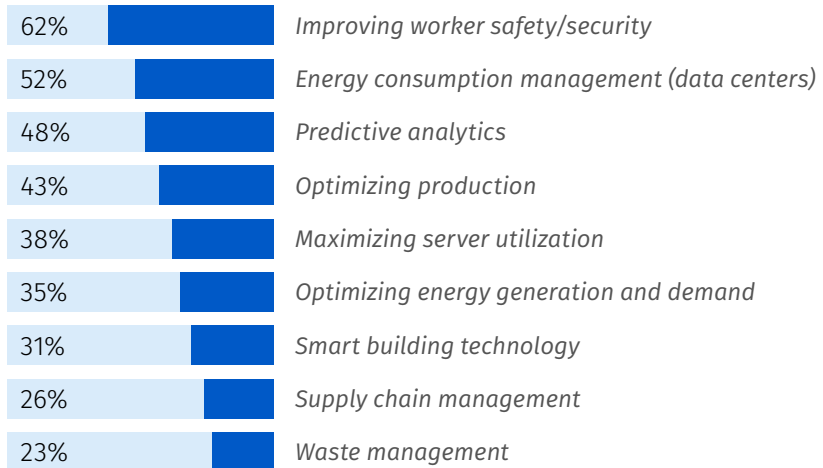 62% Improving worker safety/security
52% Energy consumption management (data centers)
48% Predictive analytics
43% Optimizing production
38% Maximizing server utilization
35% Optimizing energy generation and demand
31% Smart building technology
26% Supply chain management
23% Waste management